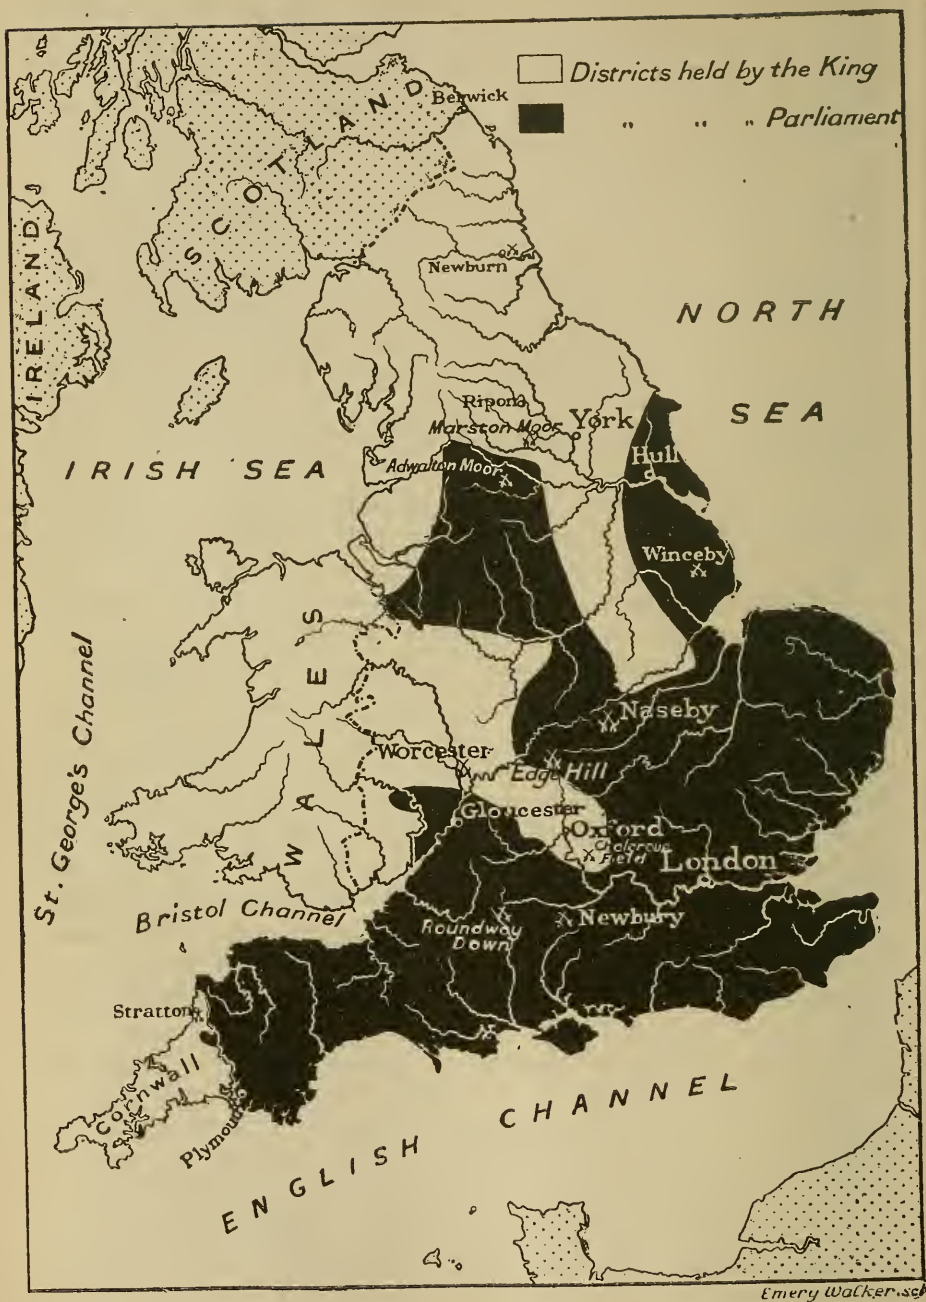 Districts held by the King
" " " Parliament
SCOTLAND
Berwick
IRELAND
Newburn
NORTH
SEA
Ripon
York
Marston Moor
IRISH SEA
Adwalton Moor
Hull
Winceby
WALES
St. George's Channel
Naseby
Worcester
Edge Hill
Gloucester
Oxford
Chalgrove
Field
London
Bristol Channel
Roundway
Down
Newbury
Stratton
Cornwall
Plymouth
ENGLISH CHANNEL
Emery Walker. sc